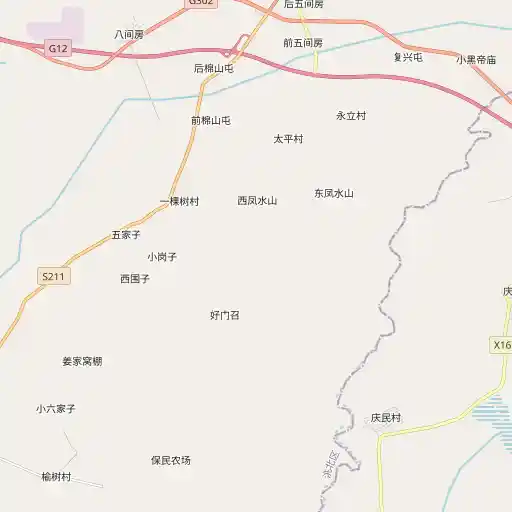 G302
后五间房
八间房
G12
前五间房
复兴屯
小黑帝庙
后棉山屯
永立村
前棉山屯
太平村
东凤水山
一棵树村
西凤水山
五家子
小岗子
S211
西围子
庆
好门召
X16
姜家窝棚
小六家子
庆民村
保民农场
洮北区
榆树村